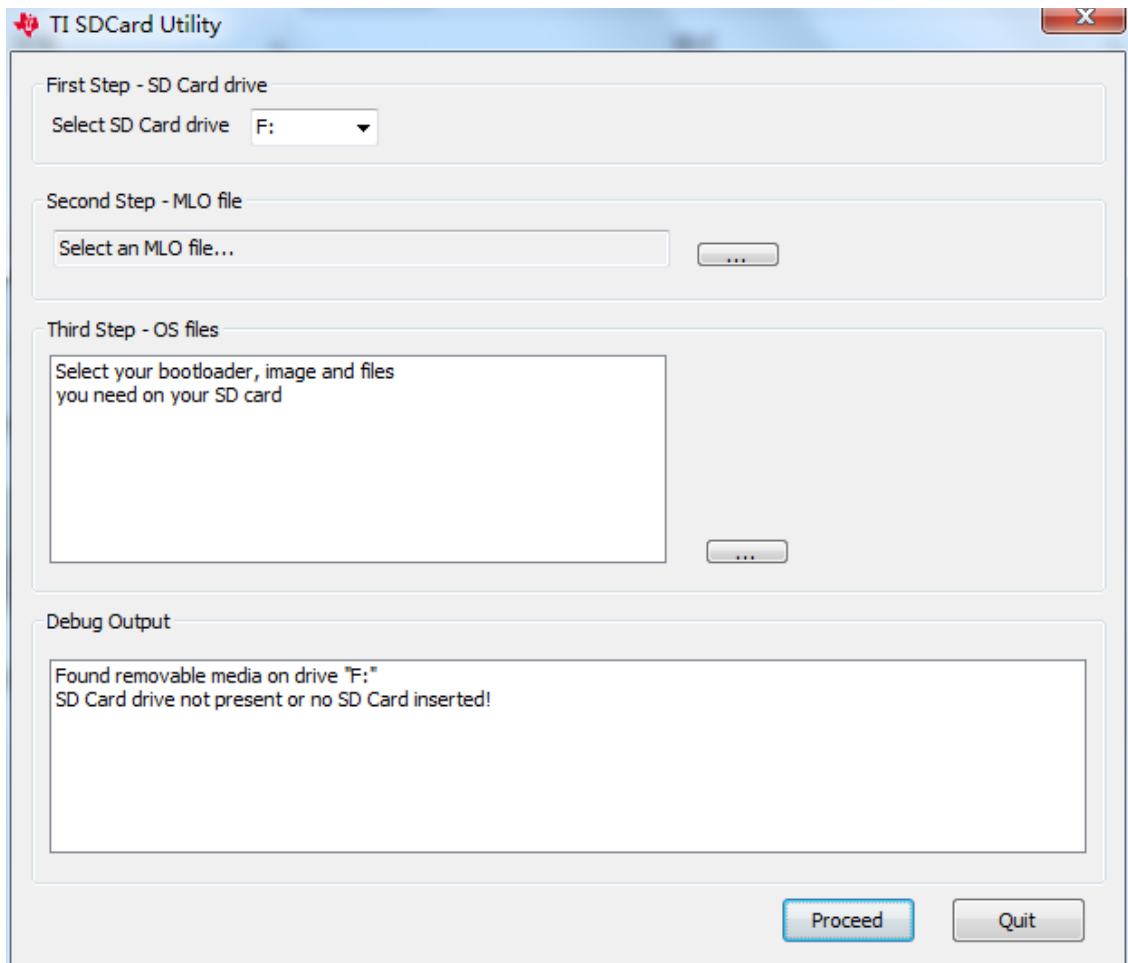 TI SDCard Utility
First Step - SD Card drive
Select SD Card drive F:
Second Step - MLO file
Select an MLO file...
...
Third Step - OS files
Select your bootloader, image and files
you need on your SD card
...
Debug Output
Found removable media on drive "F:"
SD Card drive not present or no SD Card inserted!
Proceed Quit